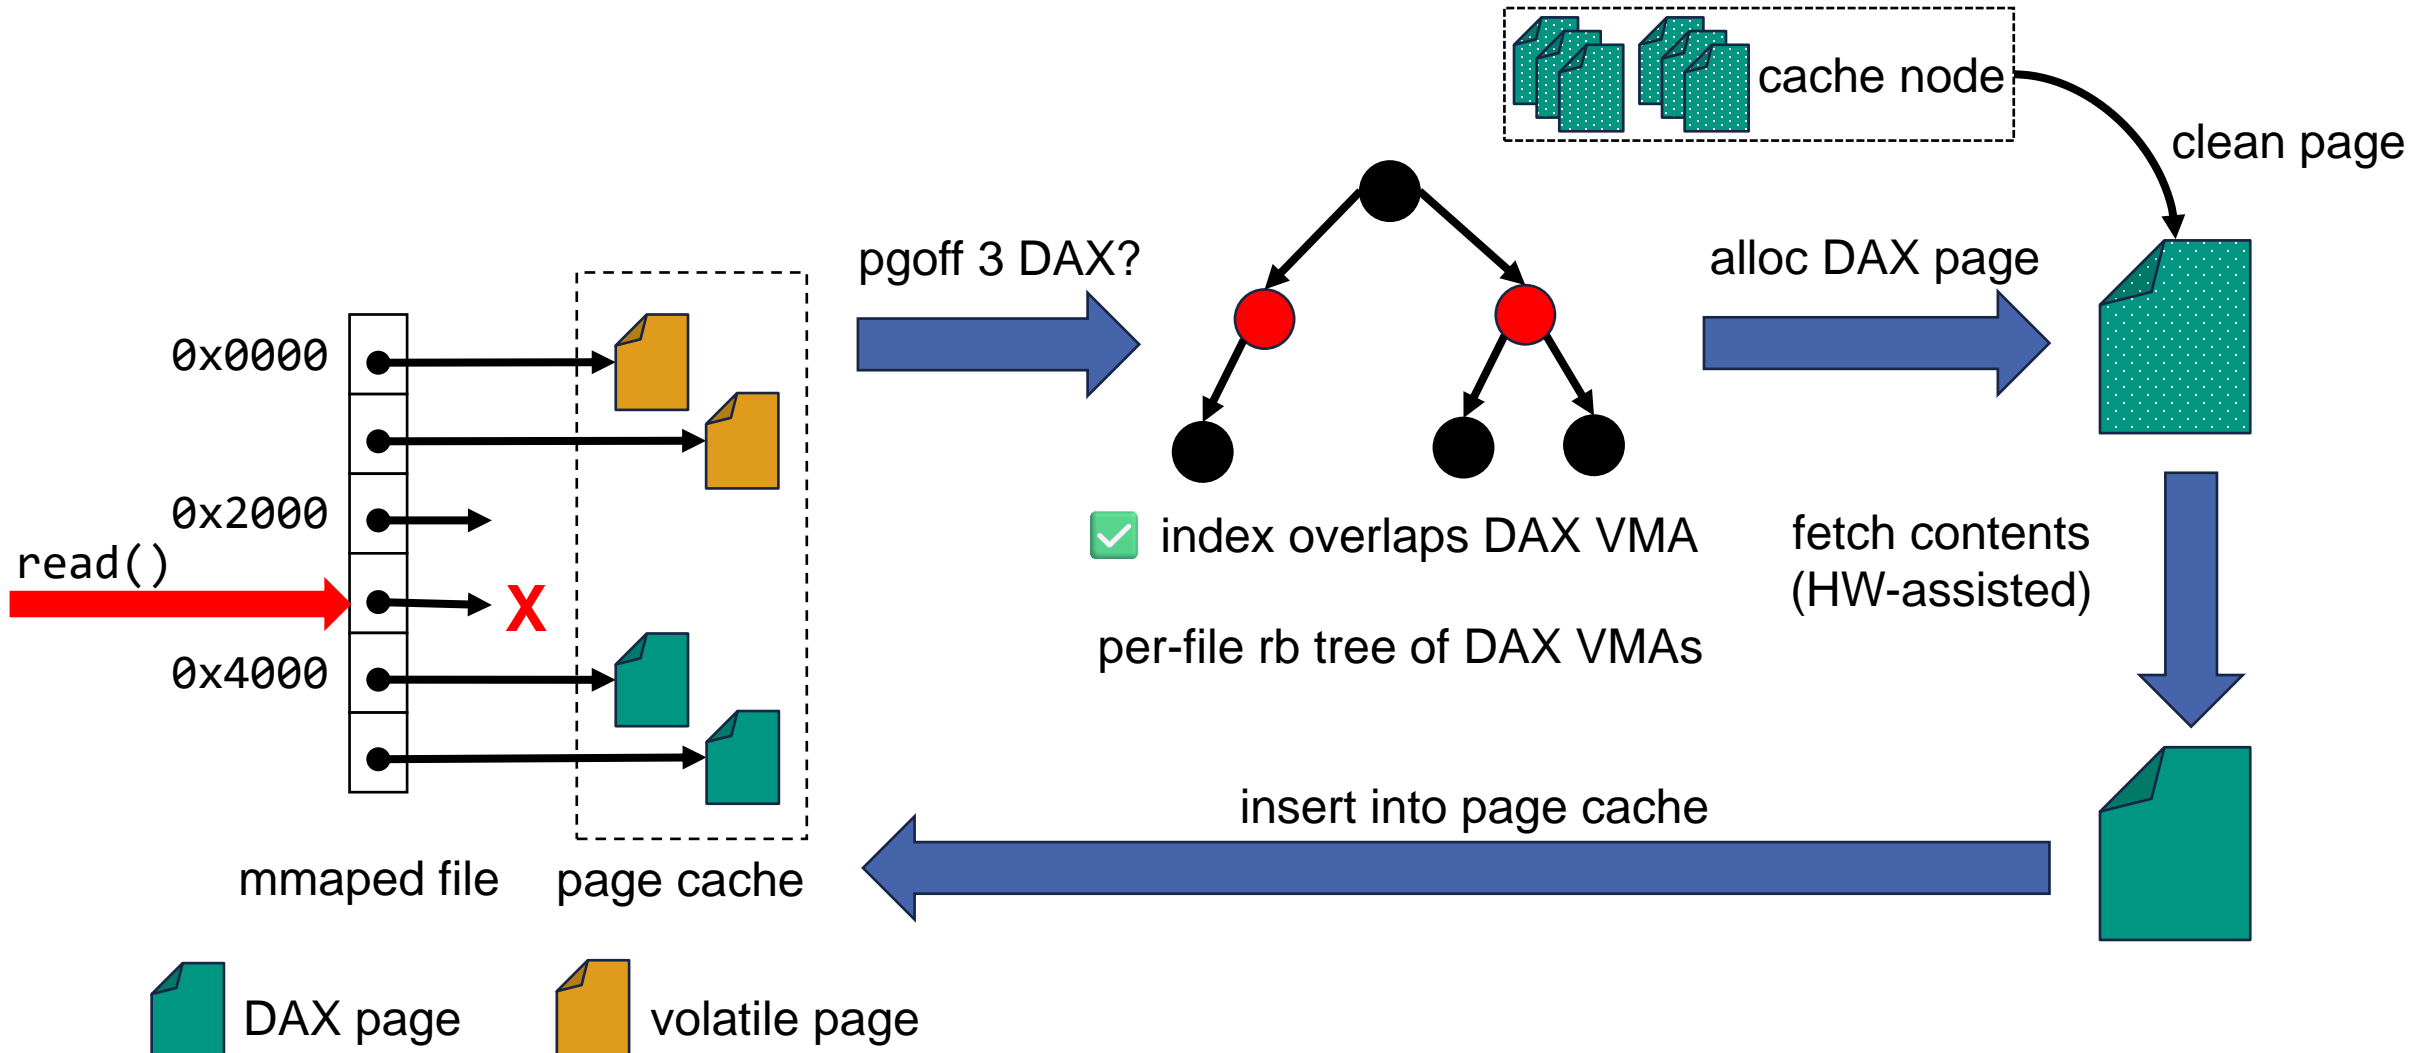 cache node
clean page
pgoff 3 DAX?
alloc DAX page
0x0000
0x2000
read()
X
0x4000
index overlaps DAX VMA
fetch contents
(HW-assisted)
per-file rb tree of DAX VMAs
insert into page cache
mmaped file
page cache
DAX page
volatile page